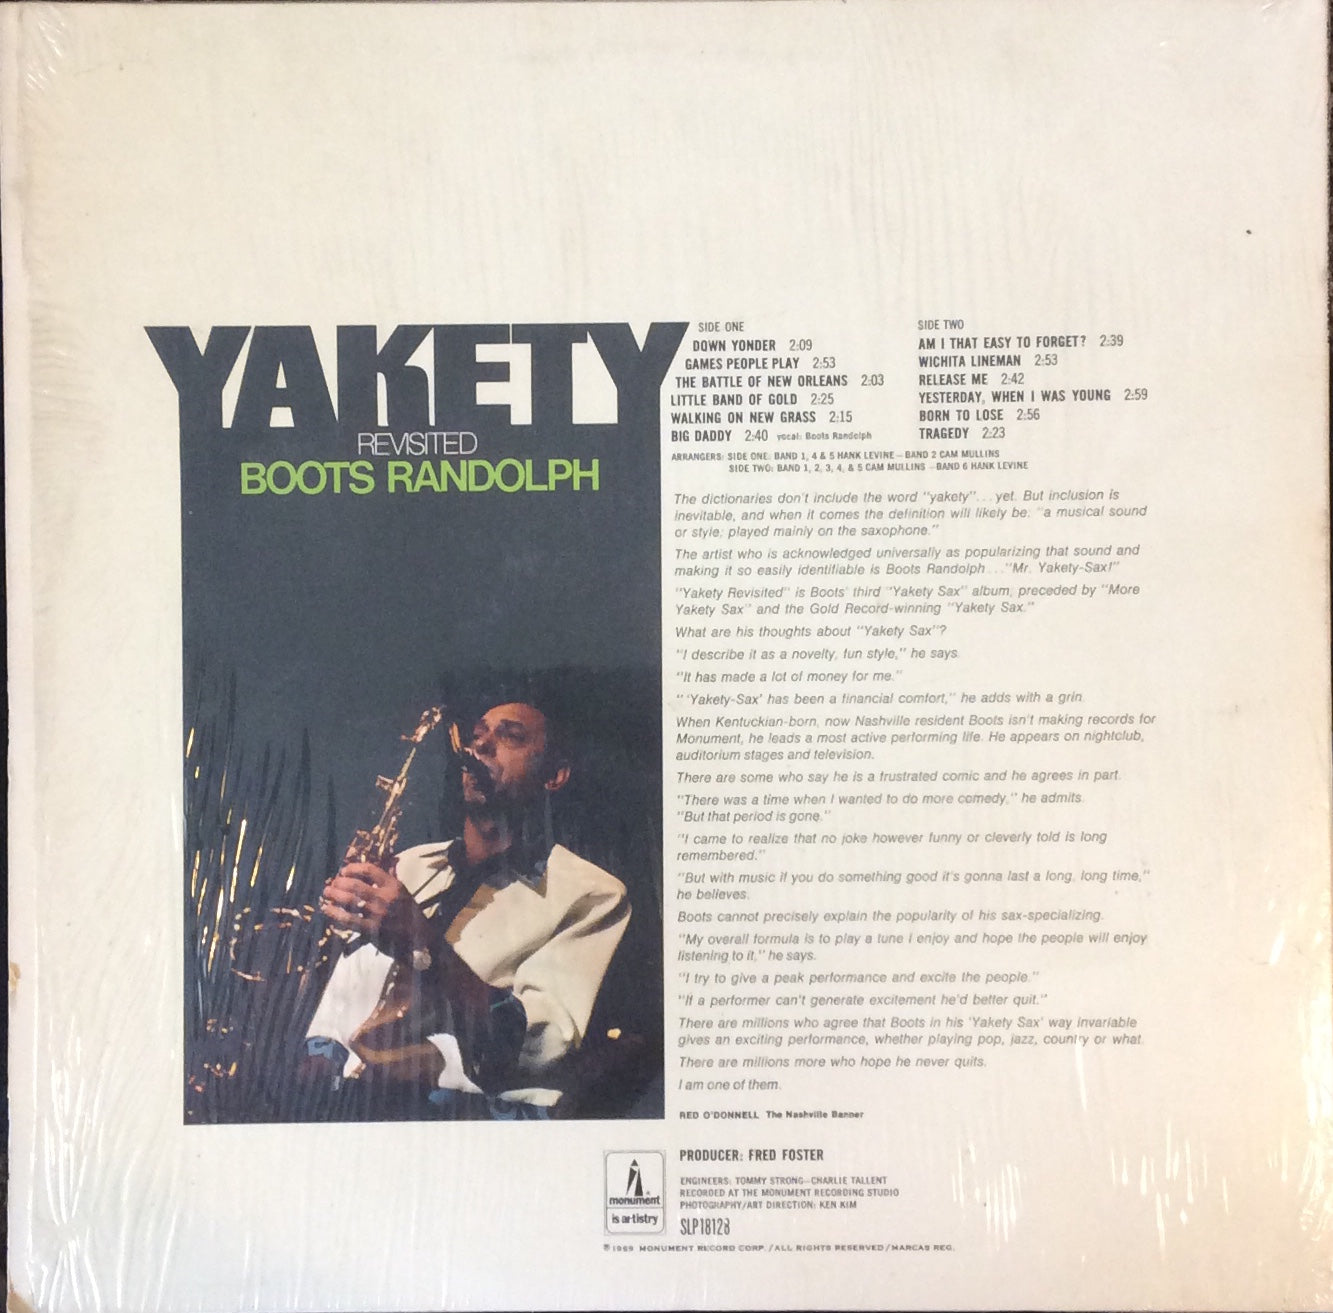 YAKETY
REVISITED
BOOTS RANDOLPH
SIDE ONE
DOWN YONDER 2:09
GAMES PEOPLE PLAY 2:53
THE BATTLE OF NEW ORLEANS 2:03
LITTLE BAND OF GOLD 2:25
WALKING ON NEW GRASS 2:15
BIG DADDY 2:40 vocal: Boots Randolph
SIDE TWO
AM I THAT EASY TO FORGET? 2:39
WICHITA LINEMAN 2:53
RELEASE ME 2:42
YESTERDAY, WHEN I WAS YOUNG 2:59
BORN TO LOSE 2:56
TRAGEDY 2:23
ARRANGERS: SIDE ONE: BAND 1, 4 & 5 HANK LEVINE – BAND 2 CAM MULLINS
SIDE TWO: BAND 1, 2, 3, 4, & 5 CAM MULLINS – BAND 6 HANK LEVINE
The dictionaries don't include the word "yakety"... yet. But inclusion is
inevitable, and when it comes the definition will likely be: "a musical sound
or style; played mainly on the saxophone."
The artist who is acknowledged universally as popularizing that sound and
making it so easily identifiable is Boots Randolph ... "Mr. Yakety-Sax!"
"Yakety Revisited" is Boots' third "Yakety Sax" album, preceded by "More
Yakety Sax" and the Gold Record-winning "Yakety Sax."
What are his thoughts about "Yakety Sax"?
"I describe it as a novelty, fun style," he says.
"It has made a lot of money for me."
"'Yakety-Sax' has been a financial comfort," he adds with a grin.
When Kentuckian-born, now Nashville resident Boots isn't making records for
Monument, he leads a most active performing life. He appears on nightclub,
auditorium stages and television.
There are some who say he is a frustrated comic and he agrees in part.
"There was a time when I wanted to do more comedy," he admits.
"But that period is gone."
"I came to realize that no joke however funny or cleverly told is long
remembered."
"But with music if you do something good it's gonna last a long, long time,"
he believes.
Boots cannot precisely explain the popularity of his sax-specializing.
"My overall formula is to play a tune I enjoy and hope the people will enjoy
listening to it," he says.
"I try to give a peak performance and excite the people."
"If a performer can't generate excitement he'd better quit."
There are millions who agree that Boots in his 'Yakety Sax' way invariable
gives an exciting performance, whether playing pop, jazz, country or what.
There are millions more who hope he never quits.
I am one of them.
RED O'DONNELL The Nashville Banner
monument
is artistry
PRODUCER: FRED FOSTER
ENGINEERS: TOMMY STRONG–CHARLIE TALLENT
RECORDED AT THE MONUMENT RECORDING STUDIO
PHOTOGRAPHY/ART DIRECTION: KEN KIM
SLP18128
℗ 1969 MONUMENT RECORD CORP. / ALL RIGHTS RESERVED / MARCAS REG.